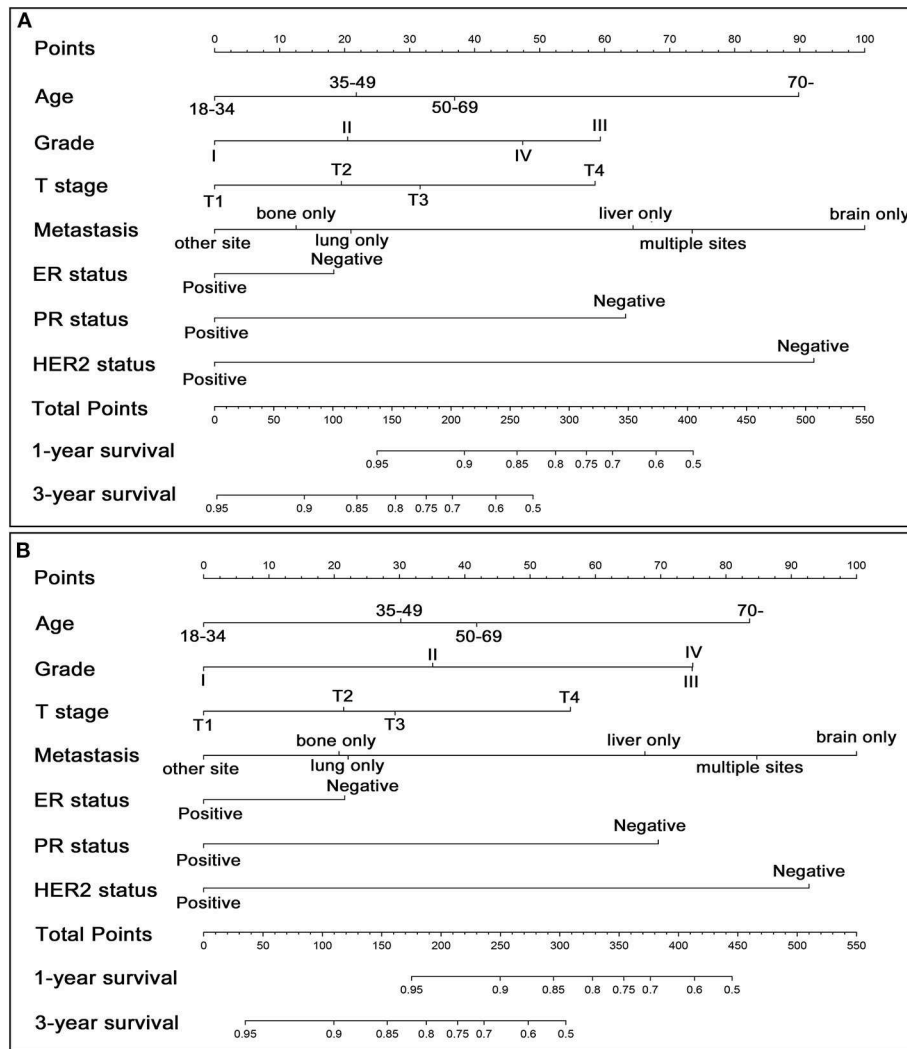 A
Points 0 10 20 30 40 50 60 70 80 90 100
35-49 70-
Age
18-34 50-69
II III
Grade
I IV
T2 T4
T stage
T1 T3
bone only liver only brain only
Metastasis
other site lung only multiple sites
Negative
ER status
Positive
Negative
PR status
Positive
Negative
HER2 status
Positive
Total Points
0 50 100 150 200 250 300 350 400 450 500 550
1-year survival
0.95 0.9 0.85 0.8 0.75 0.7 0.6 0.5
3-year survival
0.95 0.9 0.85 0.8 0.75 0.7 0.6 0.5
B
0 10 20 30 40 50 60 70 80 90 100
Points
35-49 70-
Age
18-34 50-69
II IV
Grade
I III
T2 T4
T stage
T1 T3
bone only liver only brain only
Metastasis
other site lung only multiple sites
Negative
ER status
Positive
Negative
PR status
Positive
Negative
HER2 status
Positive
Total Points
0 50 100 150 200 250 300 350 400 450 500 550
1-year survival
0.95 0.9 0.85 0.8 0.75 0.7 0.6 0.5
3-year survival
0.95 0.9 0.85 0.8 0.75 0.7 0.6 0.5